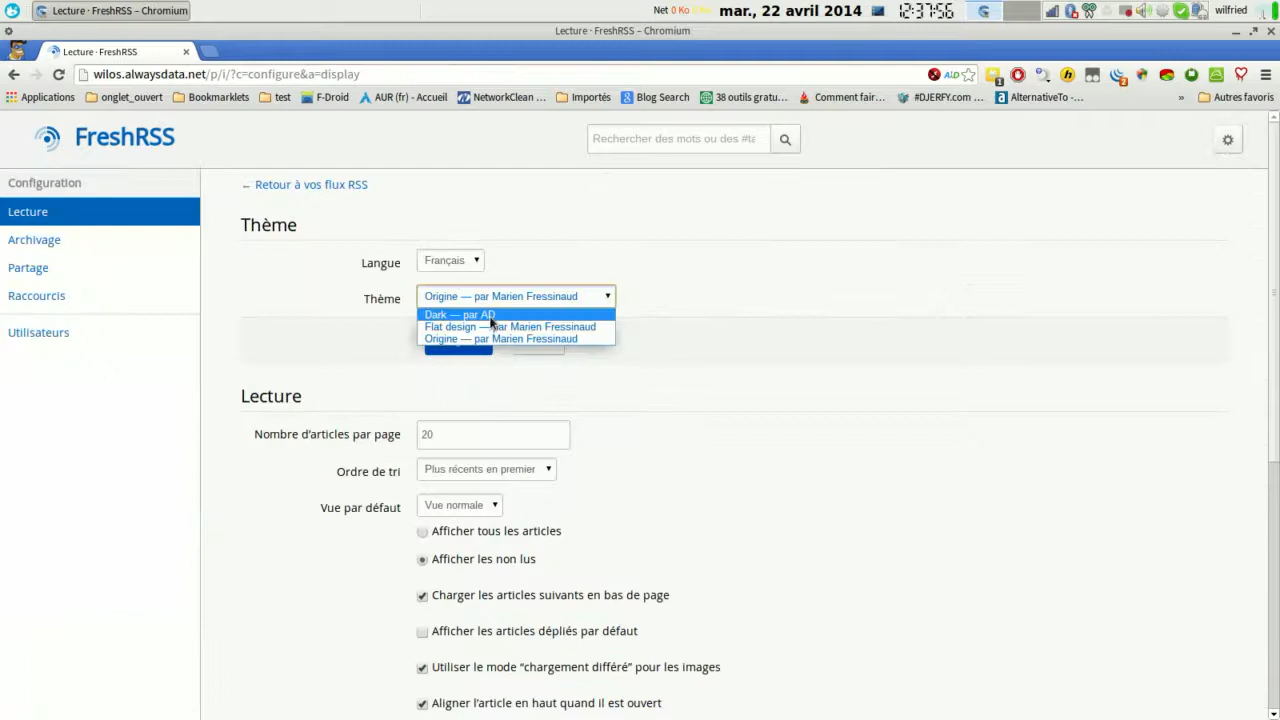 Lecture · FreshRSS – Chromium
Net 0 Ko
mar., 22 avril 2014
12:37:56
wilfried
Lecture · FreshRSS – Chromium
Lecture · FreshRSS
wilos.alwaysdata.net/p/i/?c=configure&a=display
Applications
onglet_ouvert
Bookmarklets
test
F-Droid
AUR (fr) - Accueil
NetworkClean ...
Importés
Blog Search
38 outils gratu...
Comment fair...
#DJERFY.com ...
AlternativeTo -...
»
Autres favoris
FreshRSS
Rechercher des mots ou des #ta
Configuration
Lecture
Archivage
Partage
Raccourcis
Utilisateurs
← Retour à vos flux RSS
Thème
Langue
Français
Thème
Origine — par Marien Fressinaud
Dark — par AD
Flat design — par Marien Fressinaud
Origine — par Marien Fressinaud
Lecture
Nombre d’articles par page
20
Ordre de tri
Plus récents en premier
Vue par défaut
Vue normale
Afficher tous les articles
Afficher les non lus
Charger les articles suivants en bas de page
Afficher les articles dépliés par défaut
Utiliser le mode “chargement différé” pour les images
Aligner l’article en haut quand il est ouvert